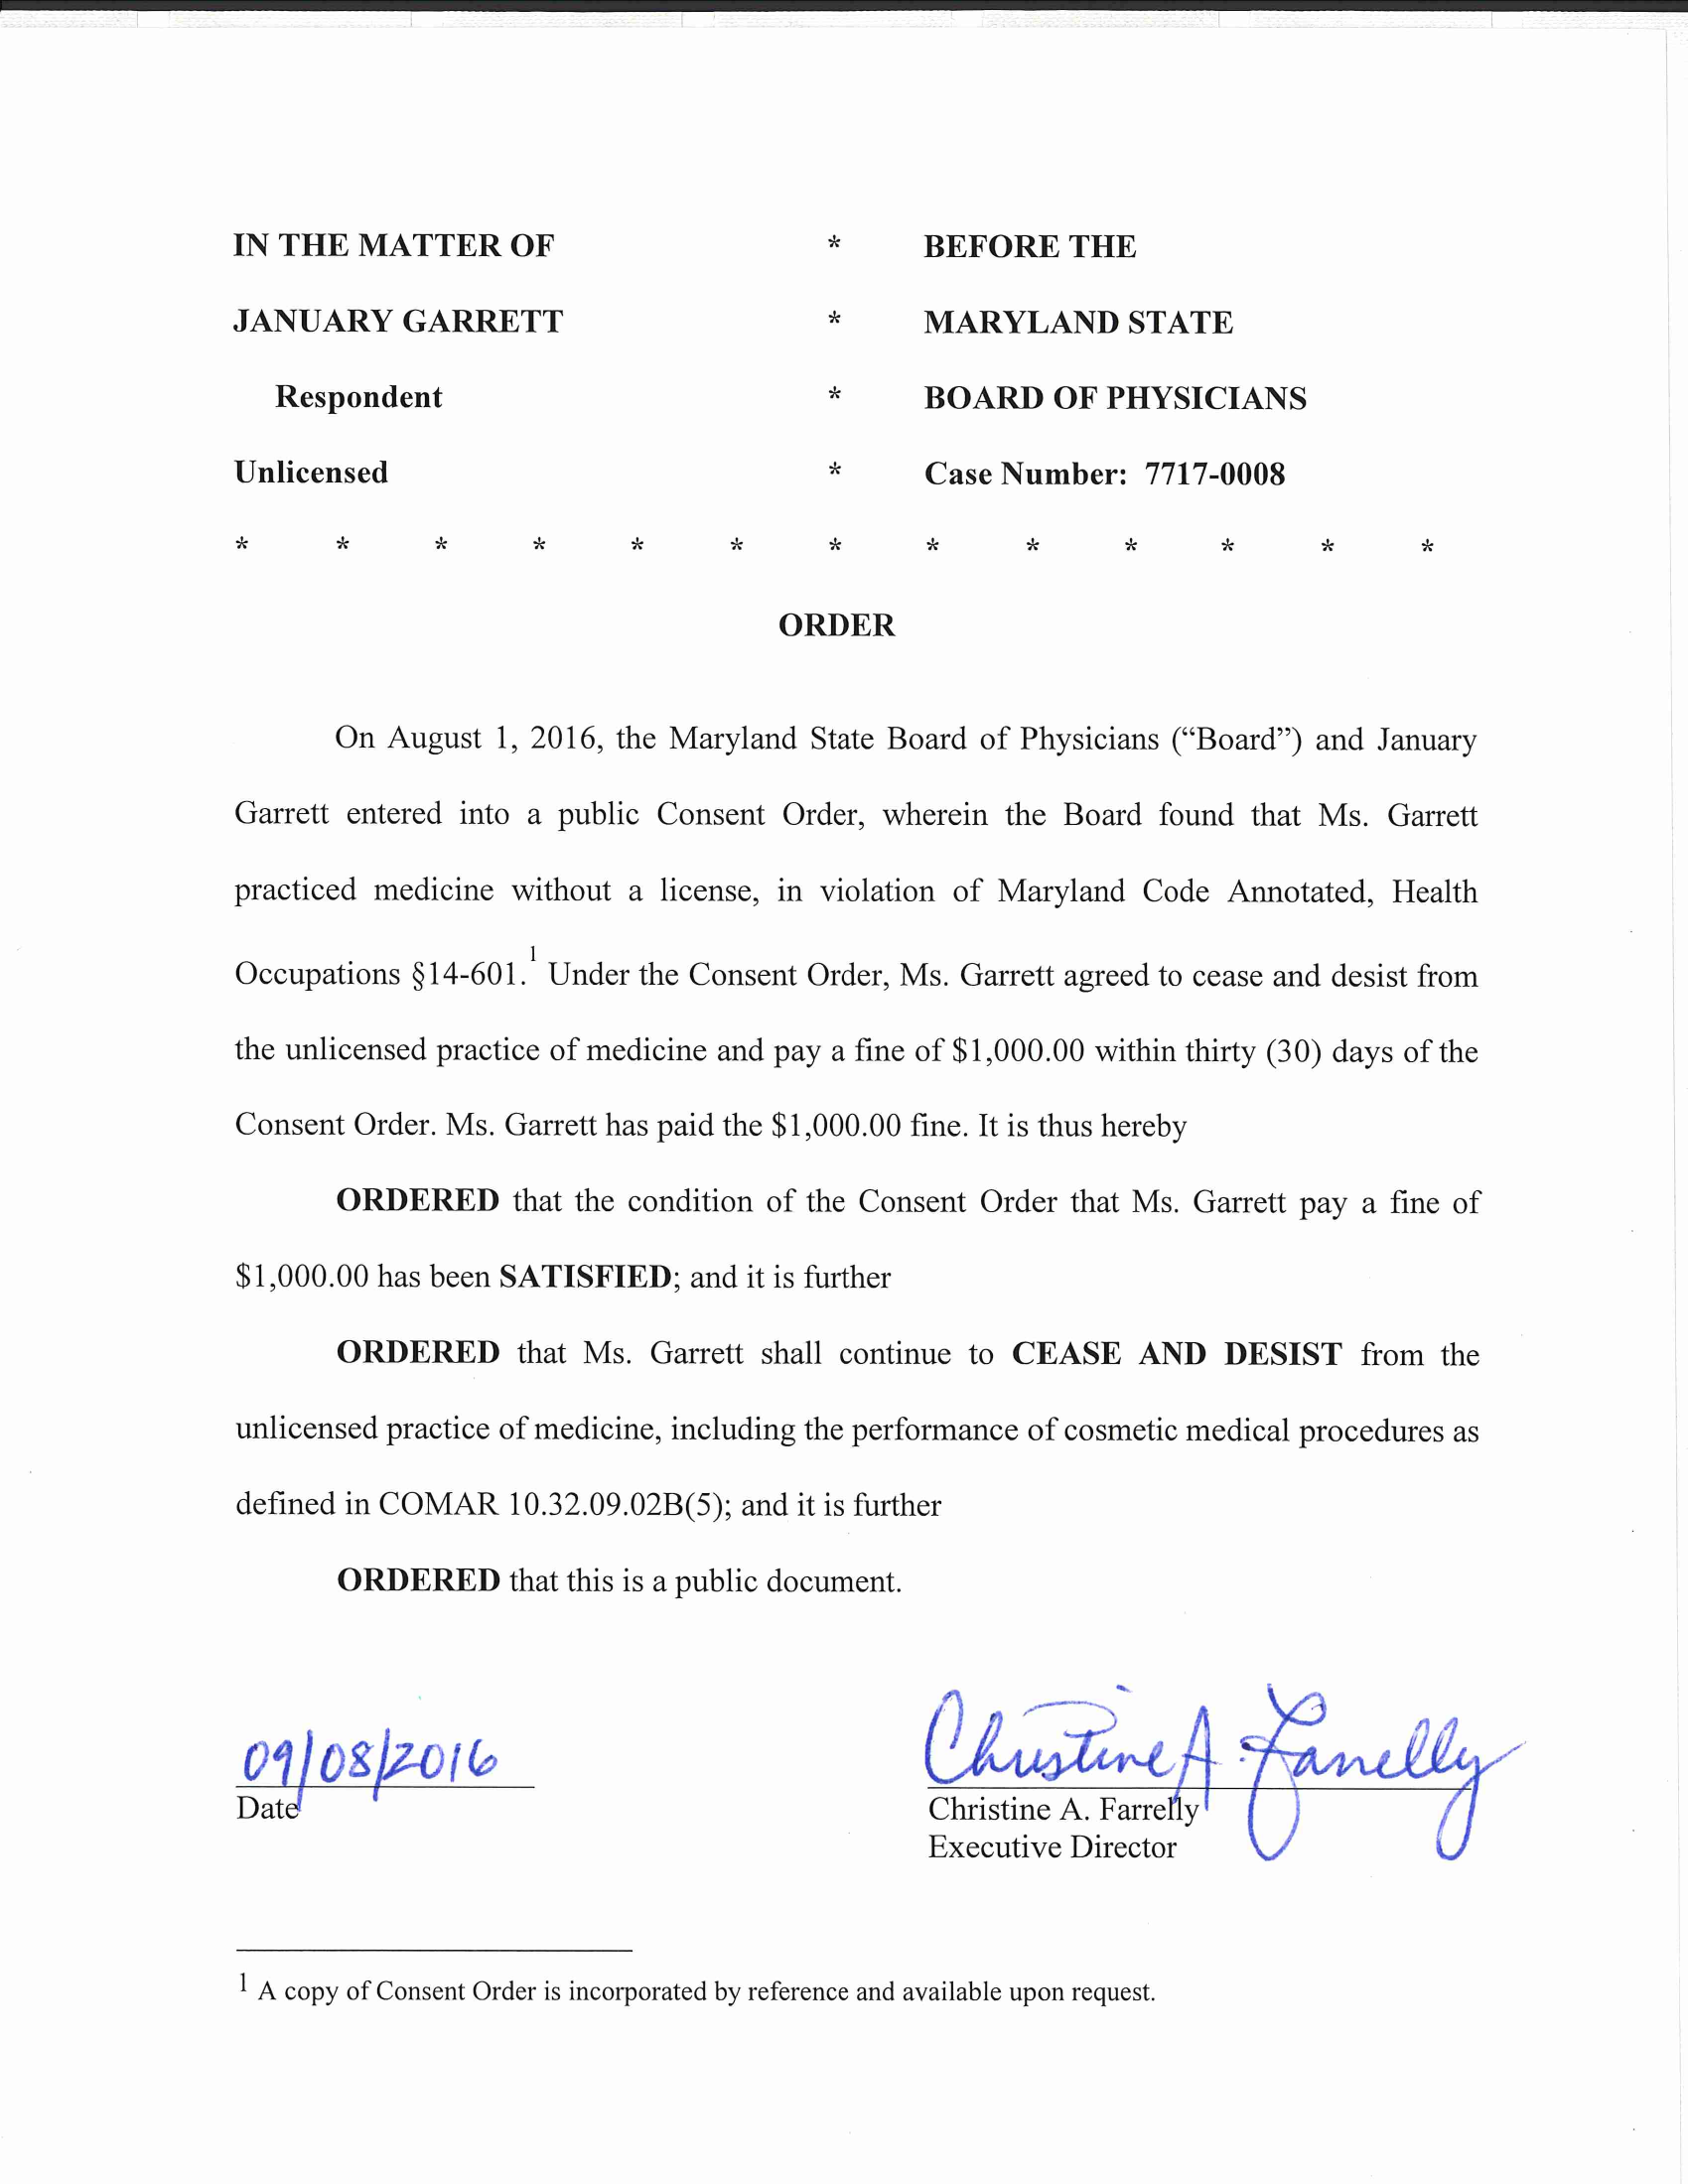 IN THE MATTER OF * BEFORE THE
JANUARY GARRETT * MARYLAND STATE
Respondent * BOARD OF PHYSICIANS
Unlicensed * Case Number: 7717-0008
* * * * * * * * * * * * *
ORDER
On August 1, 2016, the Maryland State Board of Physicians (“Board”) and January
Garrett entered into a public Consent Order, wherein the Board found that Ms. Garrett
practiced medicine without a license, in violation of Maryland Code Annotated, Health
Occupations §14-601.1 Under the Consent Order, Ms. Garrett agreed to cease and desist from
the unlicensed practice of medicine and pay a fine of $1,000.00 within thirty (30) days of the
Consent Order. Ms. Garrett has paid the $1,000.00 fine. It is thus hereby
ORDERED that the condition of the Consent Order that Ms. Garrett pay a fine of
$1,000.00 has been SATISFIED; and it is further
ORDERED that Ms. Garrett shall continue to CEASE AND DESIST from the
unlicensed practice of medicine, including the performance of cosmetic medical procedures as
defined in COMAR 10.32.09.02B(5); and it is further
ORDERED that this is a public document.
09/08/2016 Christine A. Farrelly
Date Christine A. Farrelly
Executive Director
1 A copy of Consent Order is incorporated by reference and available upon request.